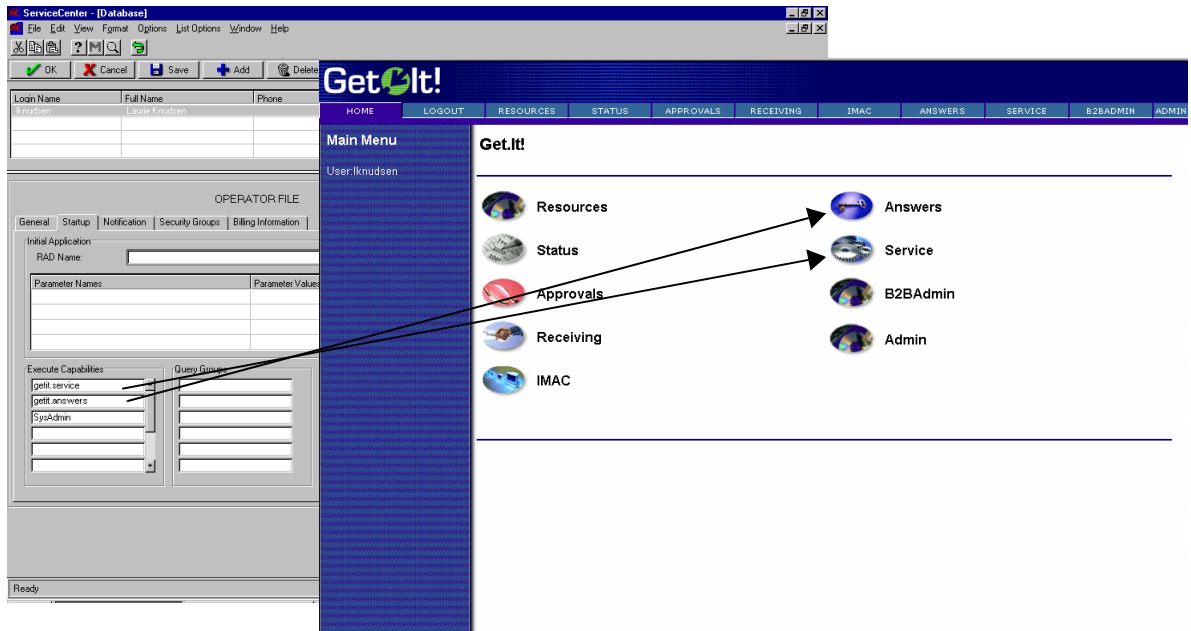 ServiceCenter - [Database]
File Edit View Format Options List Options Window Help
OK Cancel Save Add Delete
Login Name Full Name Phone
lknudsen Laurie Knudsen
OPERATOR FILE
General Startup Notification Security Groups Billing Information
Initial Application
RAD Name:
Parameter Names Parameter Values
Execute Capabilities Query Groups
getit.service
getit.answers
SysAdmin
Ready
Get It!
HOME LOGOUT RESOURCES STATUS APPROVALS RECEIVING IMAC ANSWERS SERVICE B2BADMIN ADMIN
Main Menu
User:lknudsen
Get.It!
Resources Answers
Status Service
Approvals B2BAdmin
Receiving Admin
IMAC